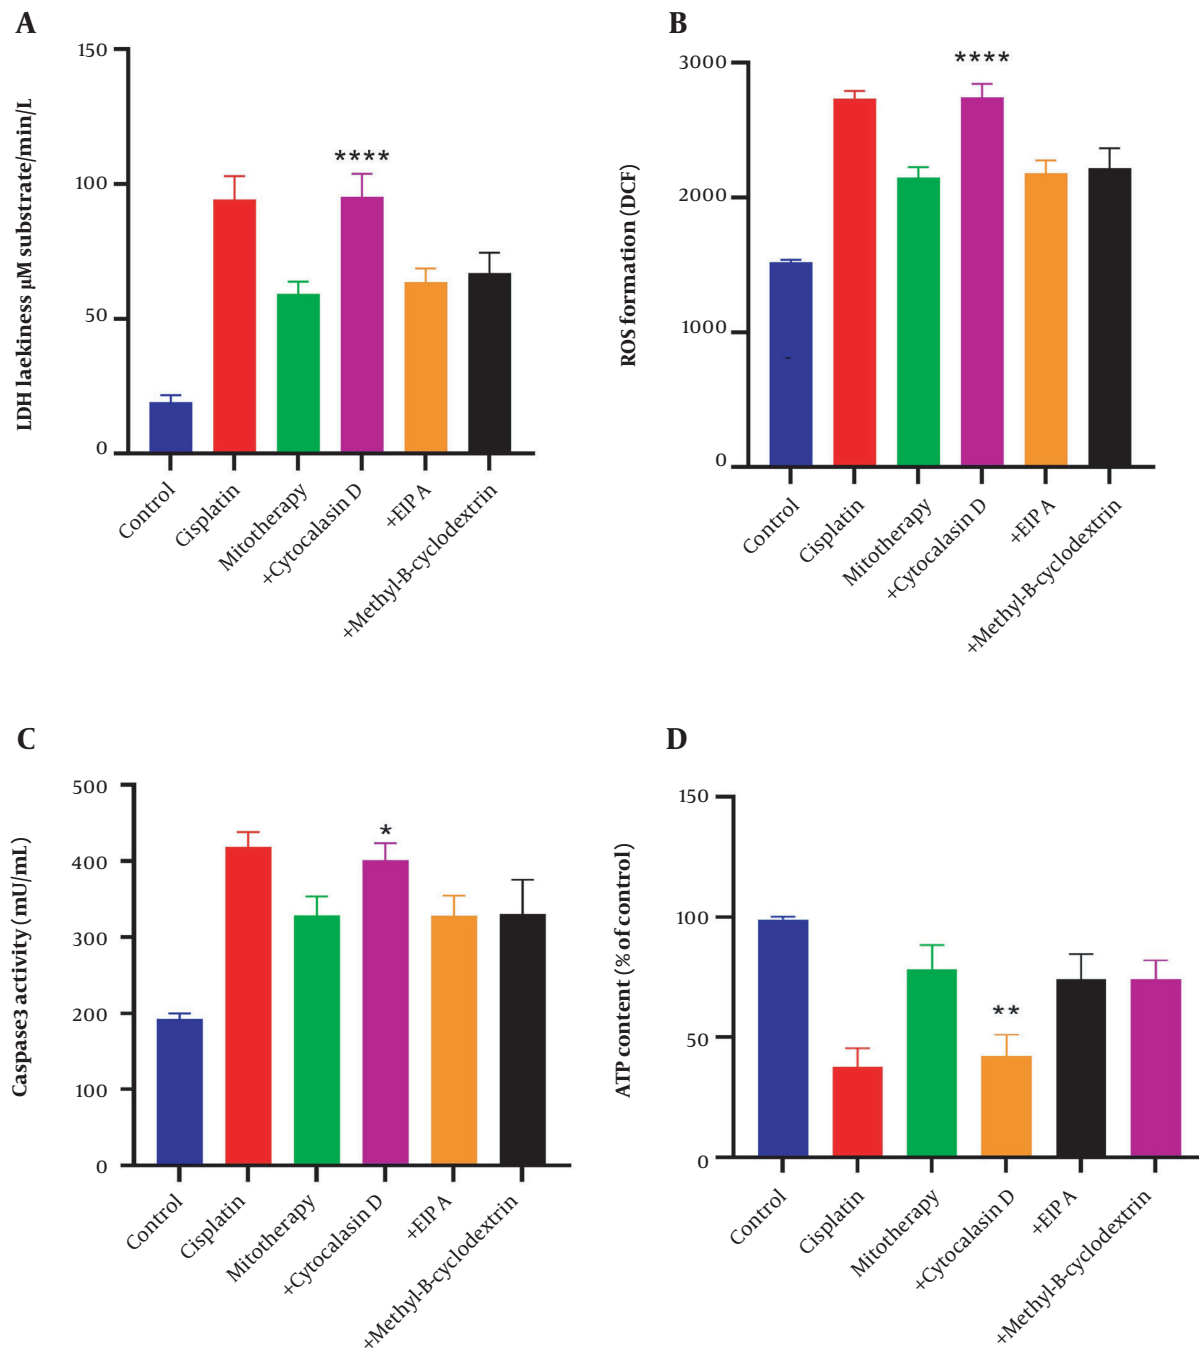 A
LDH laekiness µM substrate/min/L
150
100
50
0
****
Control
Cisplatin
Mitotherapy
+Cytocalasin D
+EIP A
+Methyl-B-cyclodextrin
B
ROS formation (DCF)
3000
2000
1000
0
****
Control
Cisplatin
Mitotherapy
+Cytocalasin D
+EIP A
+Methyl-B-cyclodextrin
C
Caspase3 activity (mU/mL)
500
400
300
200
100
0
*
Control
Cisplatin
Mitotherapy
+Cytocalasin D
+EIP A
+Methyl-B-cyclodextrin
D
ATP content (% of control)
150
100
50
0
**
Control
Cisplatin
Mitotherapy
+Cytocalasin D
+EIP A
+Methyl-B-cyclodextrin